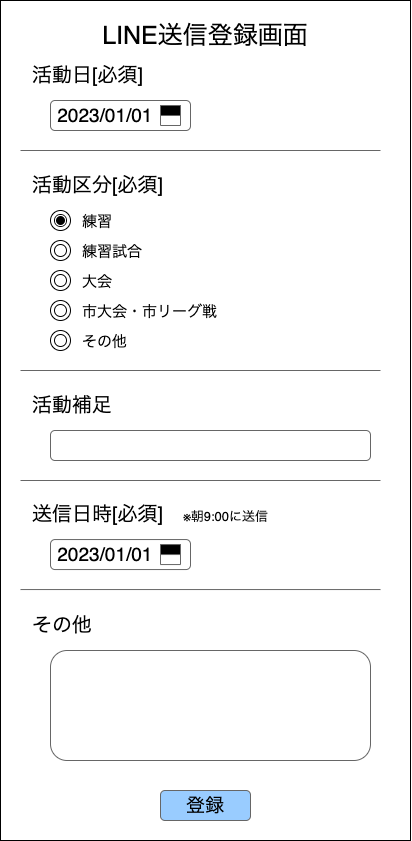 LINE送信登録画面
活動日[必須]
2023/01/01
活動区分[必須]
練習
練習試合
大会
市大会・市リーグ戦
その他
活動補足
送信日時[必須] ※朝9:00に送信
2023/01/01
その他
登録